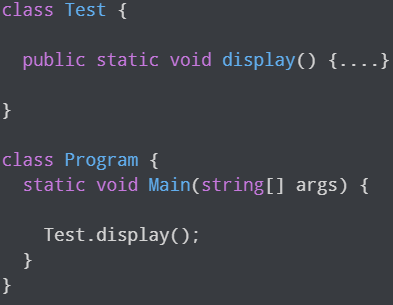 class Test {
public static void display() {....}
}
class Program {
static void Main(string[] args) {
Test.display();
}
}